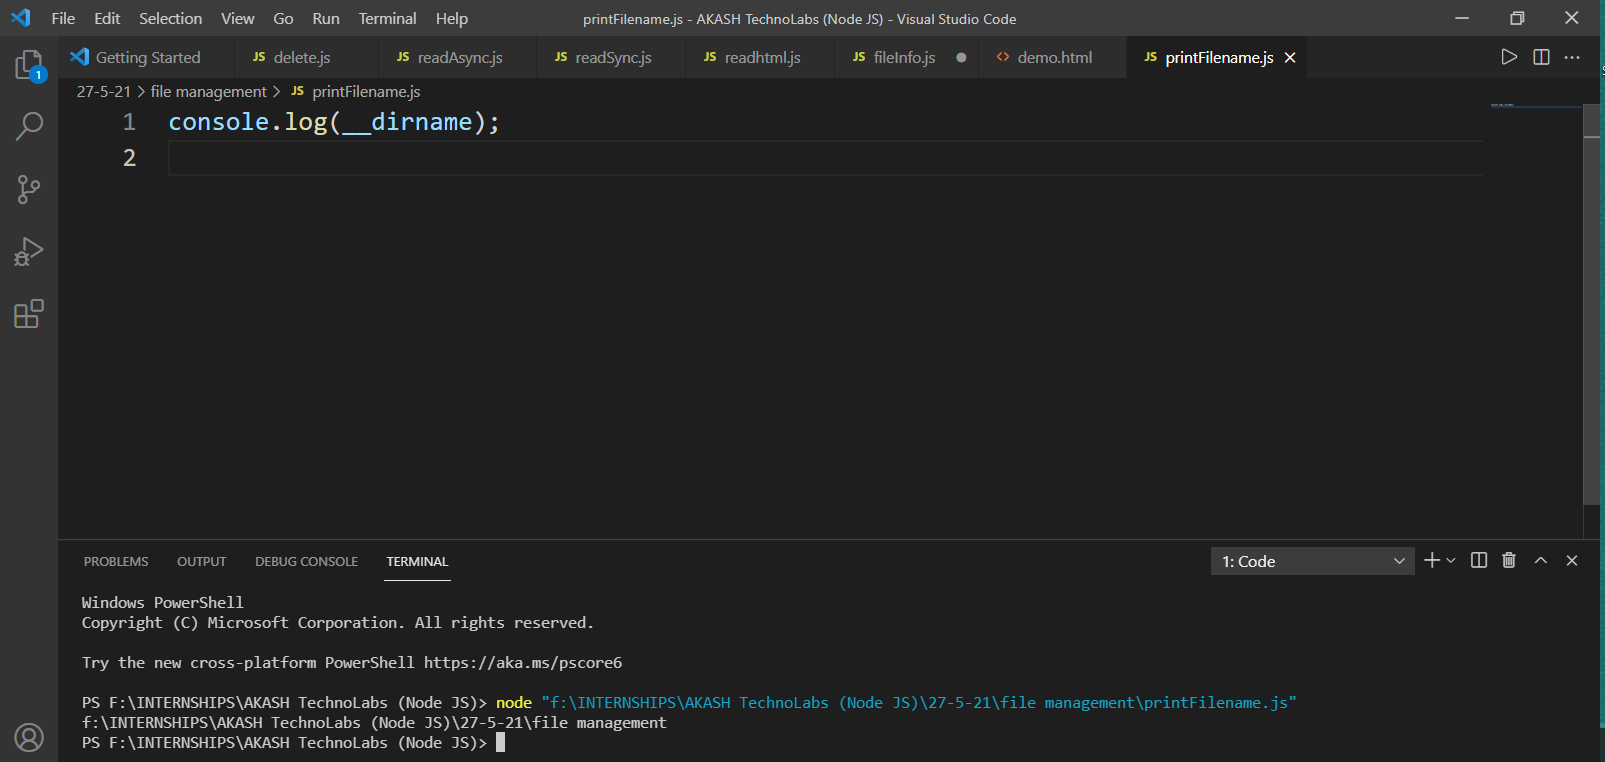 File Edit Selection View Go Run Terminal Help printFilename.js - AKASH TechnoLabs (Node JS) - Visual Studio Code
Getting Started JS delete.js JS readAsync.js JS readSync.js JS readhtml.js JS fileInfo.js <> demo.html JS printFilename.js
1
27-5-21 > file management > JS printFilename.js
1 console.log(__dirname);
2
PROBLEMS OUTPUT DEBUG CONSOLE TERMINAL 1: Code
Windows PowerShell
Copyright (C) Microsoft Corporation. All rights reserved.
Try the new cross-platform PowerShell https://aka.ms/pscore6
PS F:\INTERNSHIPS\AKASH TechnoLabs (Node JS)> node "f:\INTERNSHIPS\AKASH TechnoLabs (Node JS)\27-5-21\file management\printFilename.js"
f:\INTERNSHIPS\AKASH TechnoLabs (Node JS)\27-5-21\file management
PS F:\INTERNSHIPS\AKASH TechnoLabs (Node JS)>